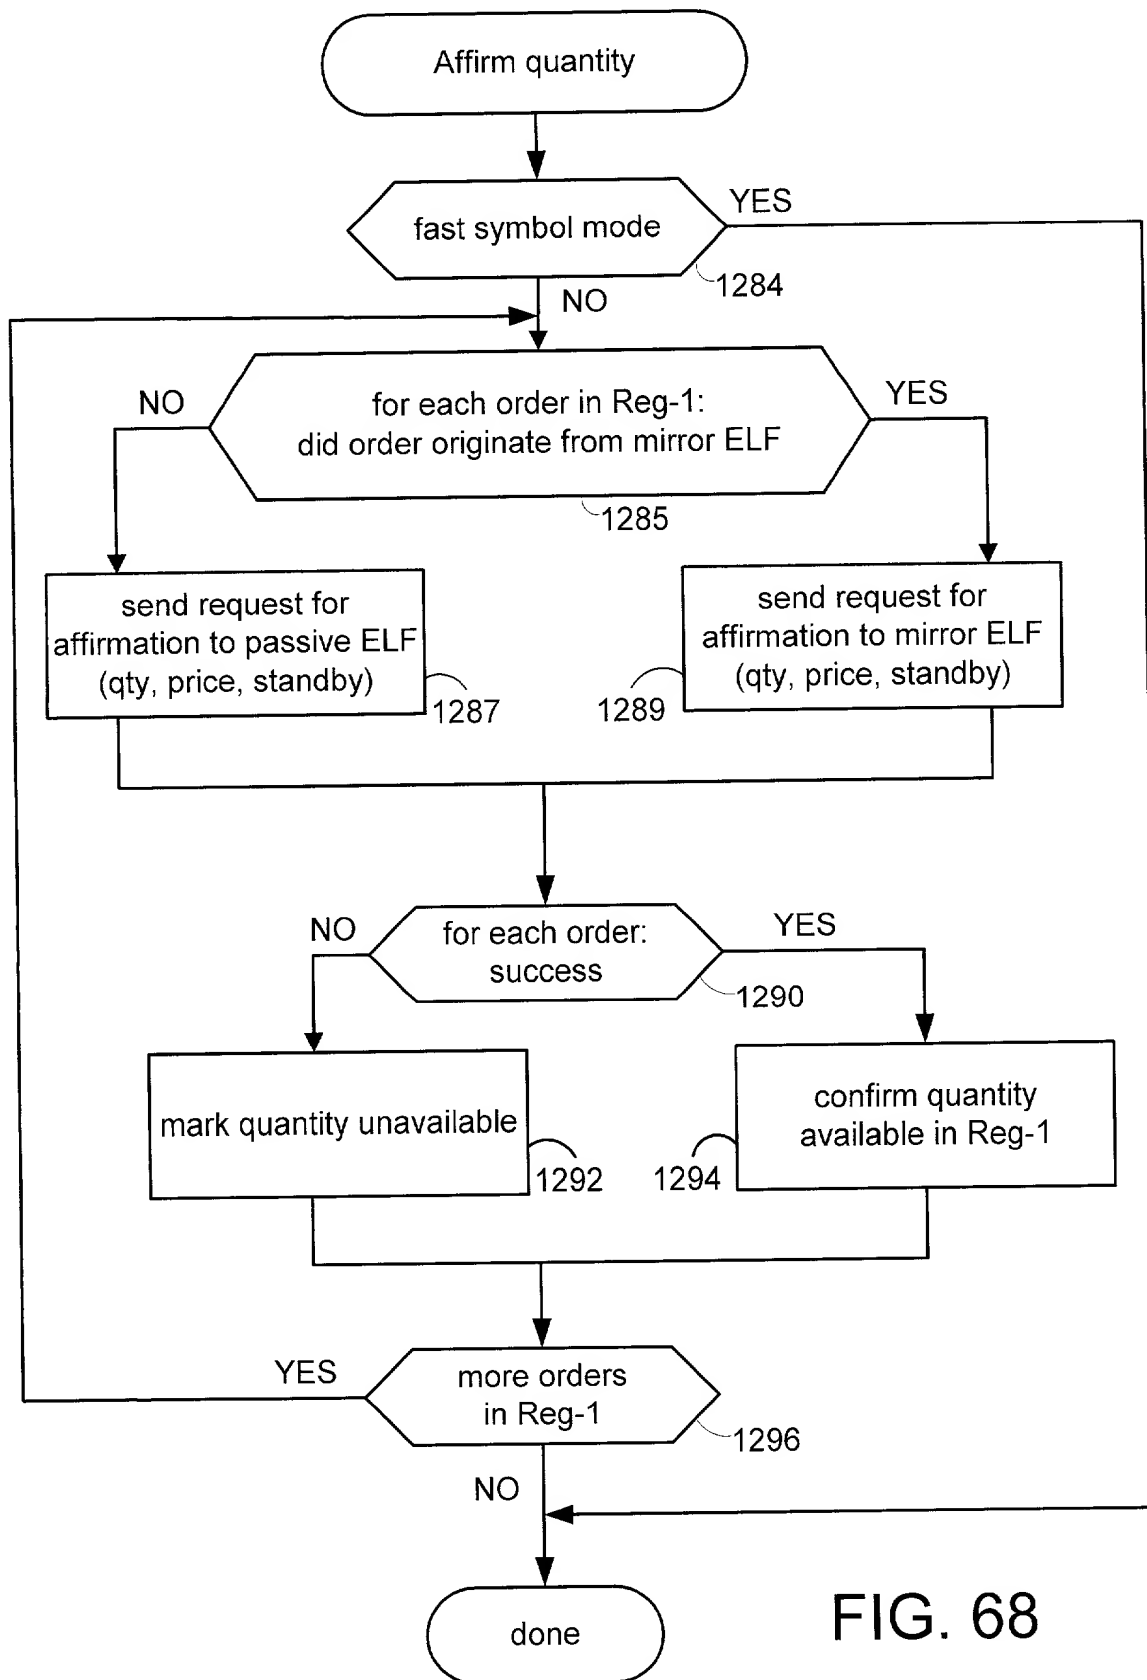 Affirm quantity
fast symbol mode
YES
1284
NO
for each order in Reg-1:
did order originate from mirror ELF
NO
YES
1285
send request for
affirmation to passive ELF
(qty, price, standby)
1287
send request for
affirmation to mirror ELF
(qty, price, standby)
1289
for each order:
success
NO
YES
1290
mark quantity unavailable
1292
confirm quantity
available in Reg-1
1294
more orders
in Reg-1
YES
1296
NO
done
FIG. 68